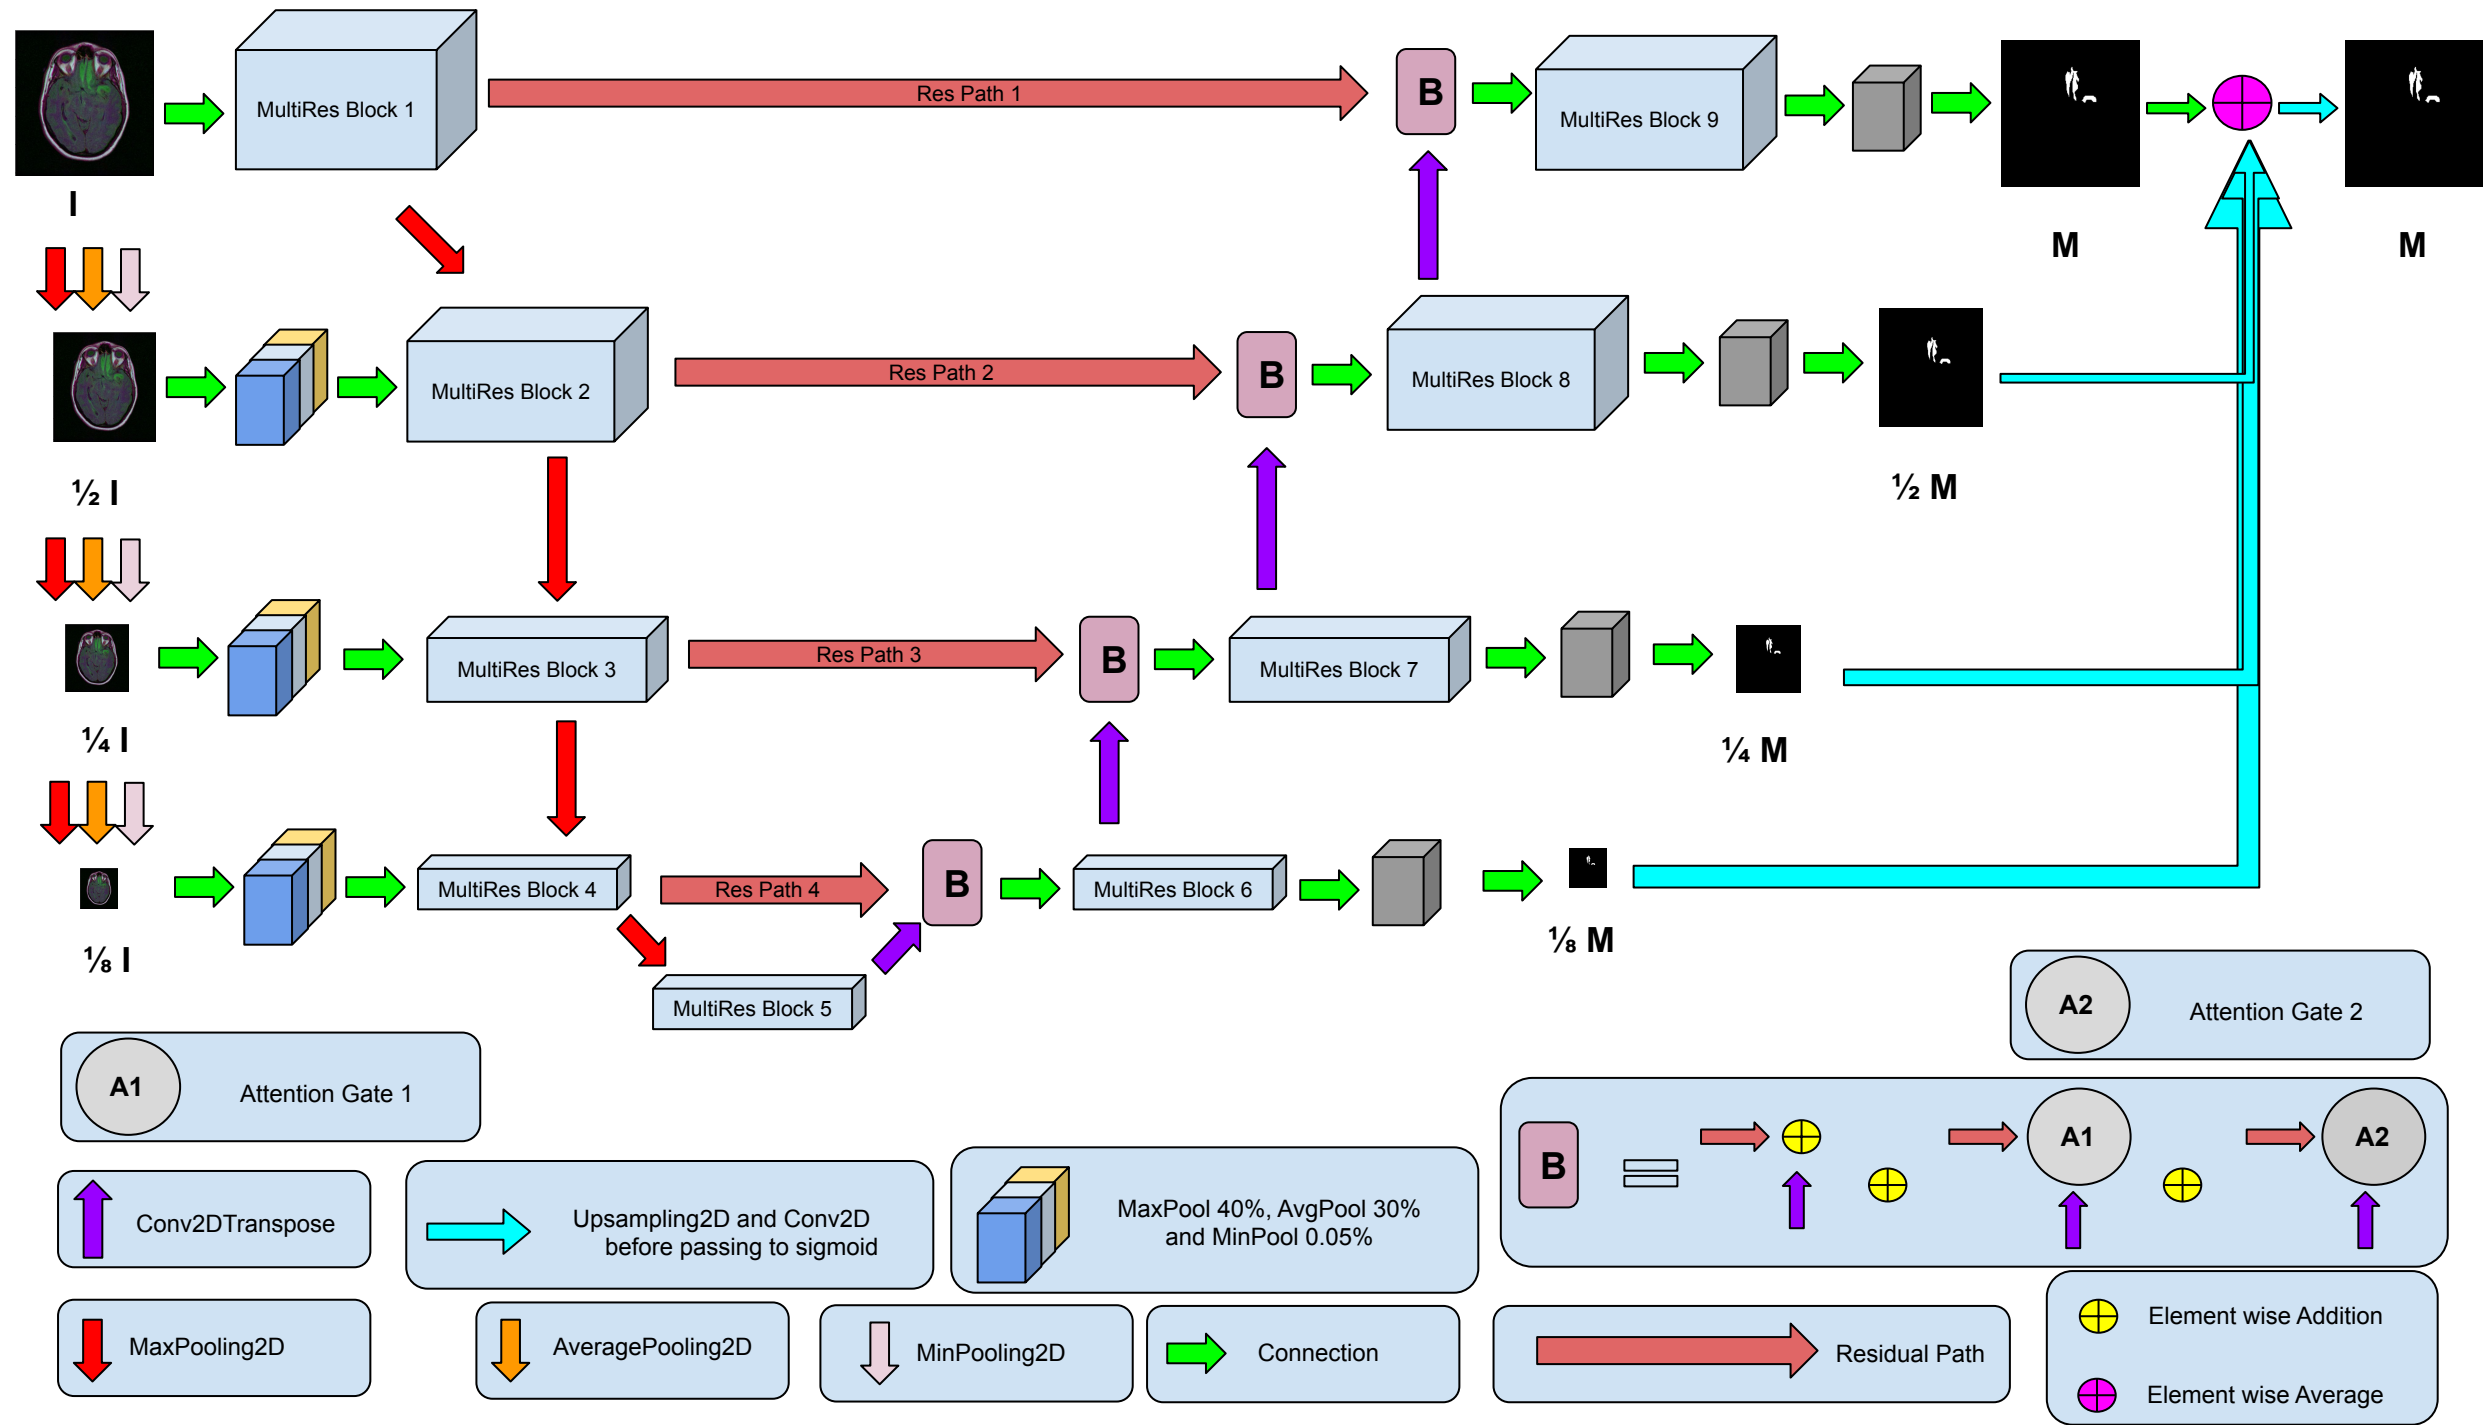 MultiRes Block 1
Res Path 1
B
MultiRes Block 9
I
M
M
MultiRes Block 2
Res Path 2
B
MultiRes Block 8
½ I
½ M
MultiRes Block 3
Res Path 3
B
MultiRes Block 7
¼ I
¼ M
MultiRes Block 4
Res Path 4
B
MultiRes Block 6
⅛ I
⅛ M
MultiRes Block 5
A2
Attention Gate 2
A1
Attention Gate 1
B
A1
A2
Conv2DTranspose
Upsampling2D and Conv2D
before passing to sigmoid
MaxPool 40%, AvgPool 30%
and MinPool 0.05%
MaxPooling2D
AveragePooling2D
MinPooling2D
Connection
Residual Path
Element wise Addition
Element wise Average